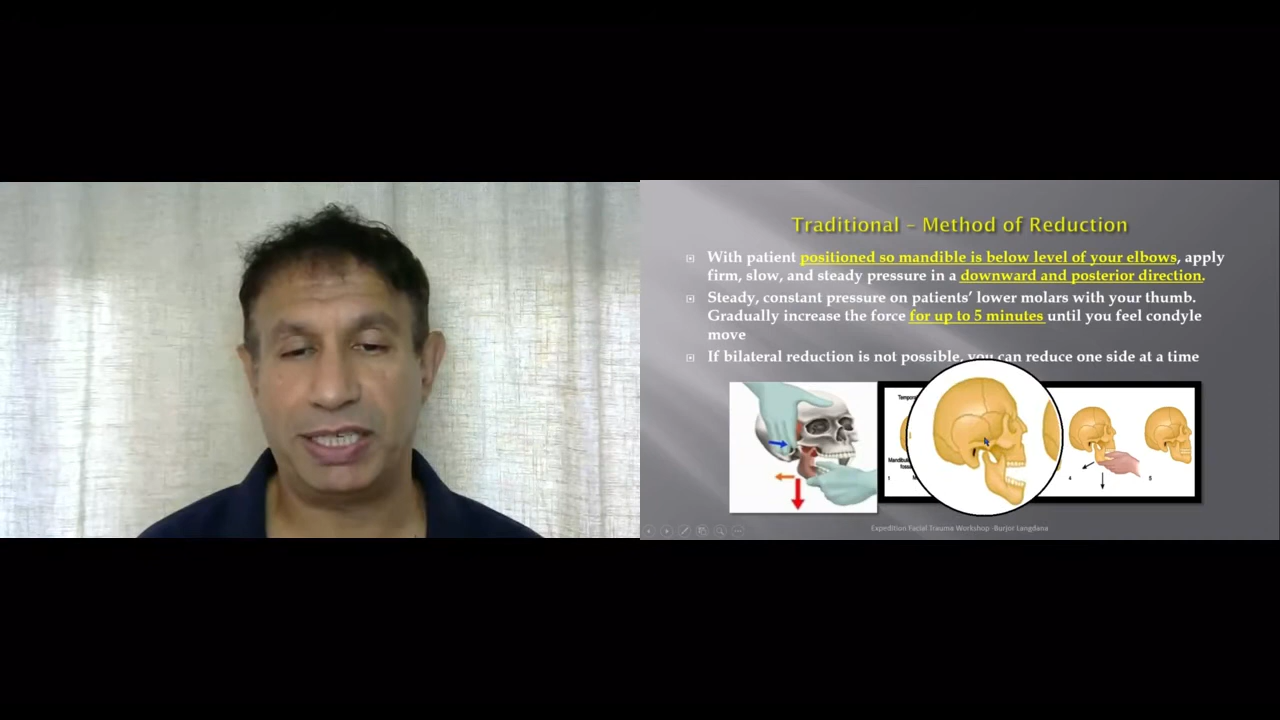 Traditional – Method of Reduction
With patient positioned so mandible is below level of your elbows, apply
firm, slow, and steady pressure in a downward and posterior direction.
Steady, constant pressure on patients’ lower molars with your thumb.
Gradually increase the force for up to 5 minutes until you feel condyle
move
If bilateral reduction is not possible, you can reduce one side at a time
1
4
5
Expedition Facial Trauma Workshop -Burjor Langdana